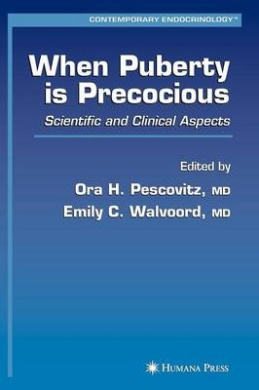 CONTEMPORARY ENDOCRINOLOGY™
When Puberty
is Precocious
Scientific and Clinical Aspects
Edited by
Ora H. Pescovitz, MD
Emily C. Walvoord, MD
HUMANA PRESS